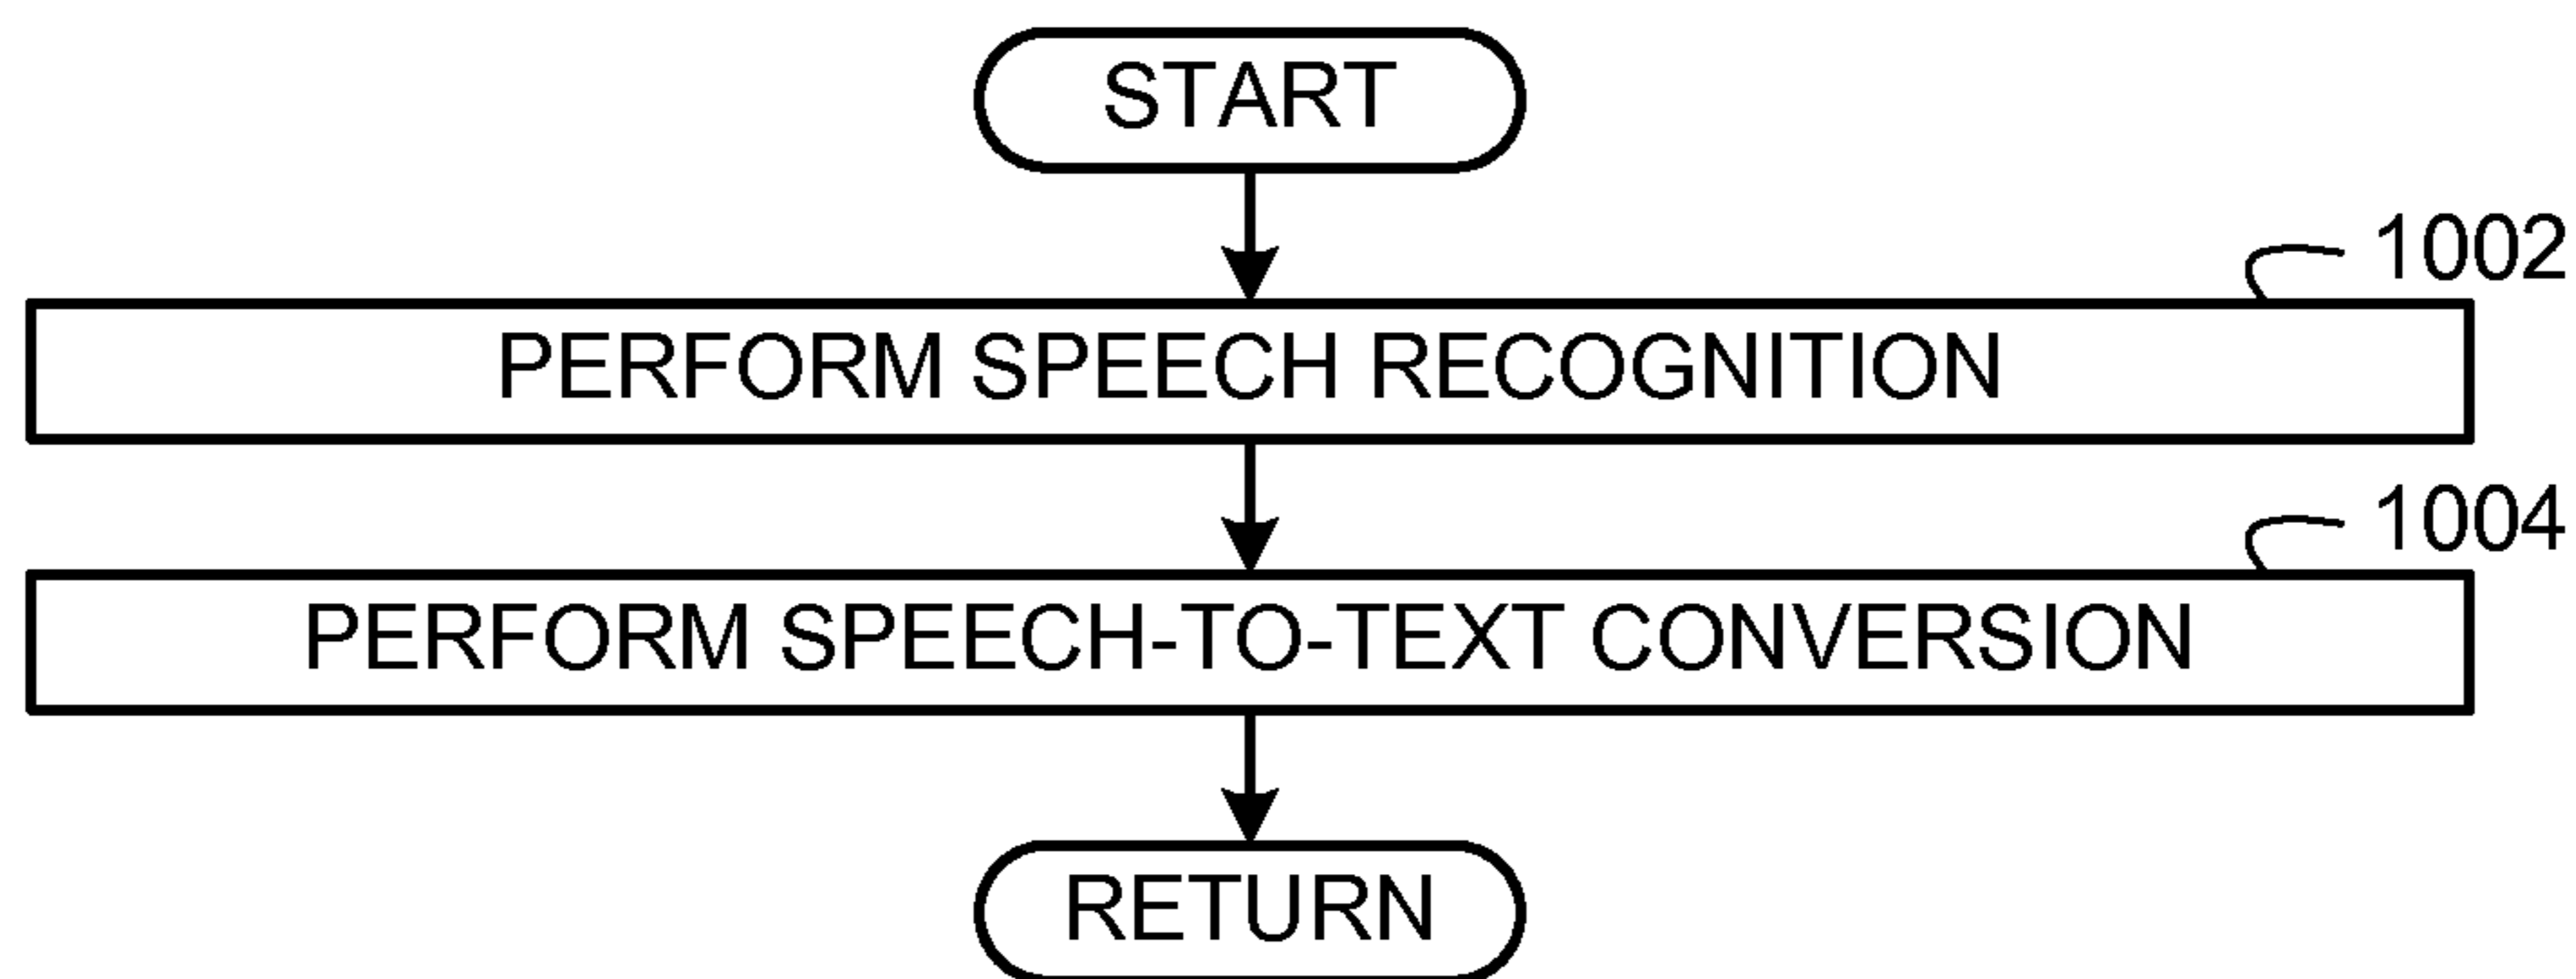 START
1002
PERFORM SPEECH RECOGNITION
1004
PERFORM SPEECH-TO-TEXT CONVERSION
RETURN